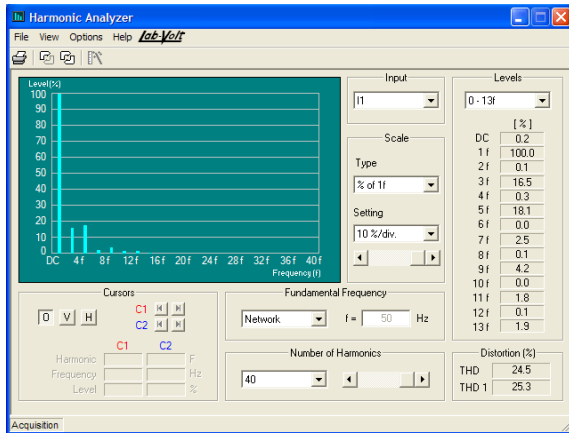 Harmonic Analyzer
File View Options Help Lab-Volt
Level(%)
100
90
80
70
60
50
40
30
20
10
0
DC 4f 8f 12f 16f 20f 24f 28f 32f 36f 40f
Frequency (f)
Input
I1
Scale
Type
% of 1f
Setting
10 %/div.
Levels
0 - 13f
[ % ]
DC 0.2
1 f 100.0
2 f 0.1
3 f 16.5
4 f 0.3
5 f 18.1
6 f 0.0
7 f 2.5
8 f 0.1
9 f 4.2
10 f 0.0
11 f 1.8
12 f 0.1
13 f 1.9
Cursors
O V H
C1
C2
C1 C2
Harmonic F
Frequency Hz
Level %
Fundamental Frequency
Network f = 50 Hz
Number of Harmonics
40
Distortion (%)
THD 24.5
THD 1 25.3
Acquisition